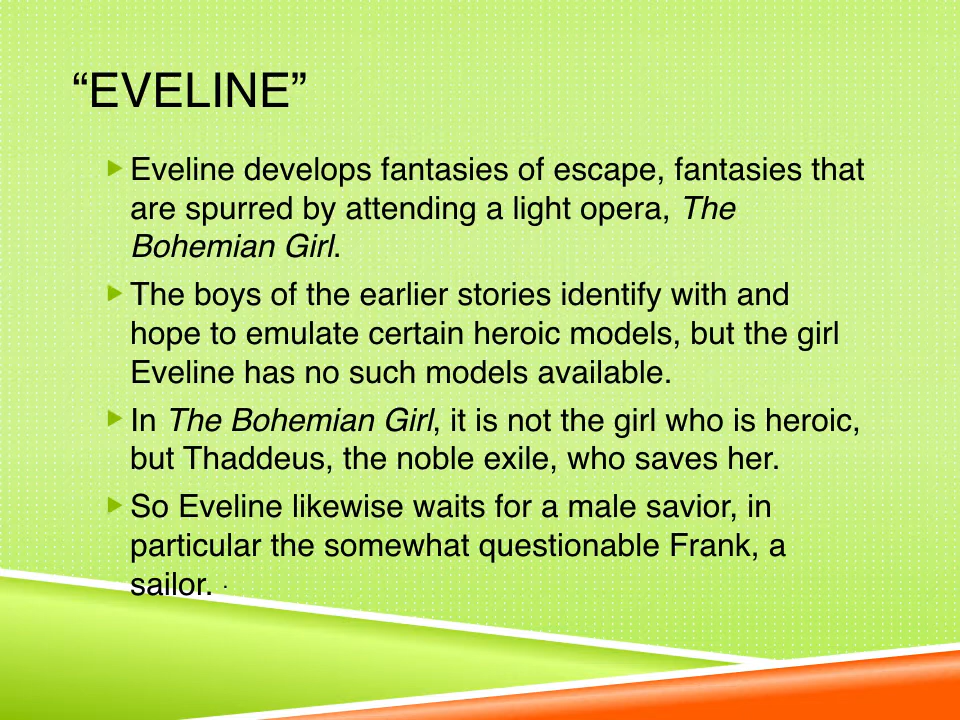 “EVELINE”
Eveline develops fantasies of escape, fantasies that
are spurred by attending a light opera, The
Bohemian Girl.
The boys of the earlier stories identify with and
hope to emulate certain heroic models, but the girl
Eveline has no such models available.
In The Bohemian Girl, it is not the girl who is heroic,
but Thaddeus, the noble exile, who saves her.
So Eveline likewise waits for a male savior, in
particular the somewhat questionable Frank, a
sailor. .